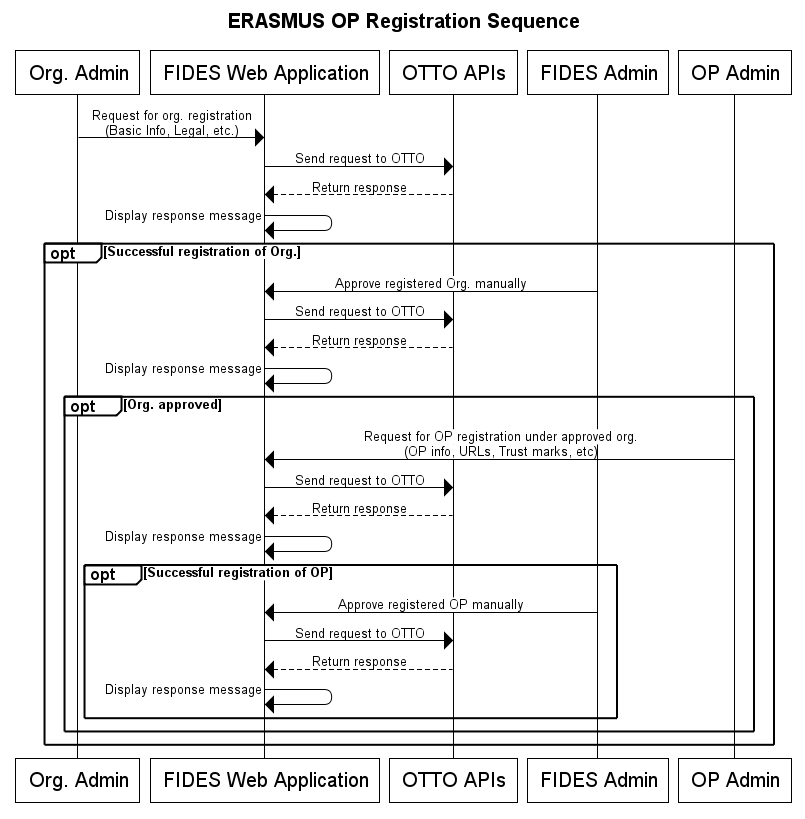 ERASMUS OP Registration Sequence
Org. Admin
FIDES Web Application
OTTO APIs
FIDES Admin
OP Admin
Request for org. registration
(Basic Info, Legal, etc.)
Send request to OTTO
Return response
Display response message
opt
[Successful registration of Org.]
Approve registered Org. manually
Send request to OTTO
Return response
Display response message
opt
[Org. approved]
Request for OP registration under approved org.
(OP info, URLs, Trust marks, etc)
Send request to OTTO
Return response
Display response message
opt
[Successful registration of OP]
Approve registered OP manually
Send request to OTTO
Return response
Display response message
Org. Admin
FIDES Web Application
OTTO APIs
FIDES Admin
OP Admin